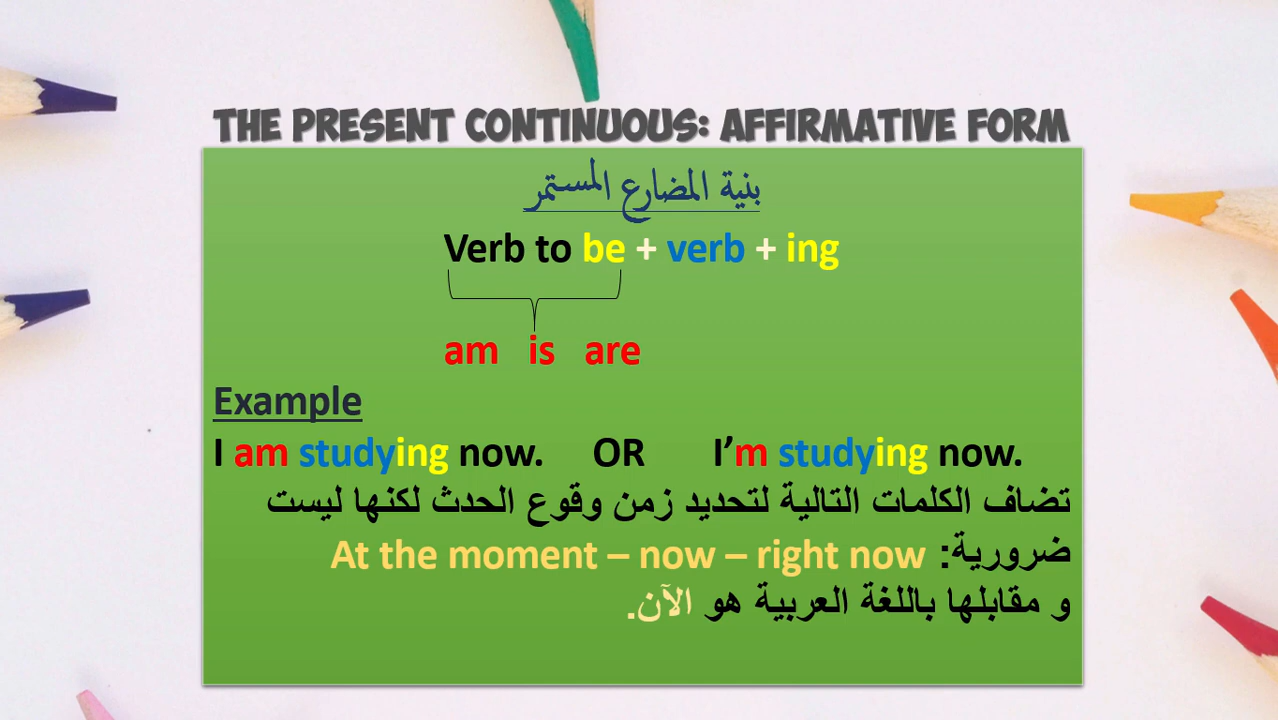 THE PRESENT CONTINUOUS: AFFIRMATIVE FORM
بنية المضارع المستمر
Verb to be + verb + ing
am is are
Example
I am studying now. OR I’m studying now.
تضاف الكلمات التالية لتحديد زمن وقوع الحدث لكنها ليست
ضرورية: At the moment – now – right now
و مقابلها باللغة العربية هو الآن.